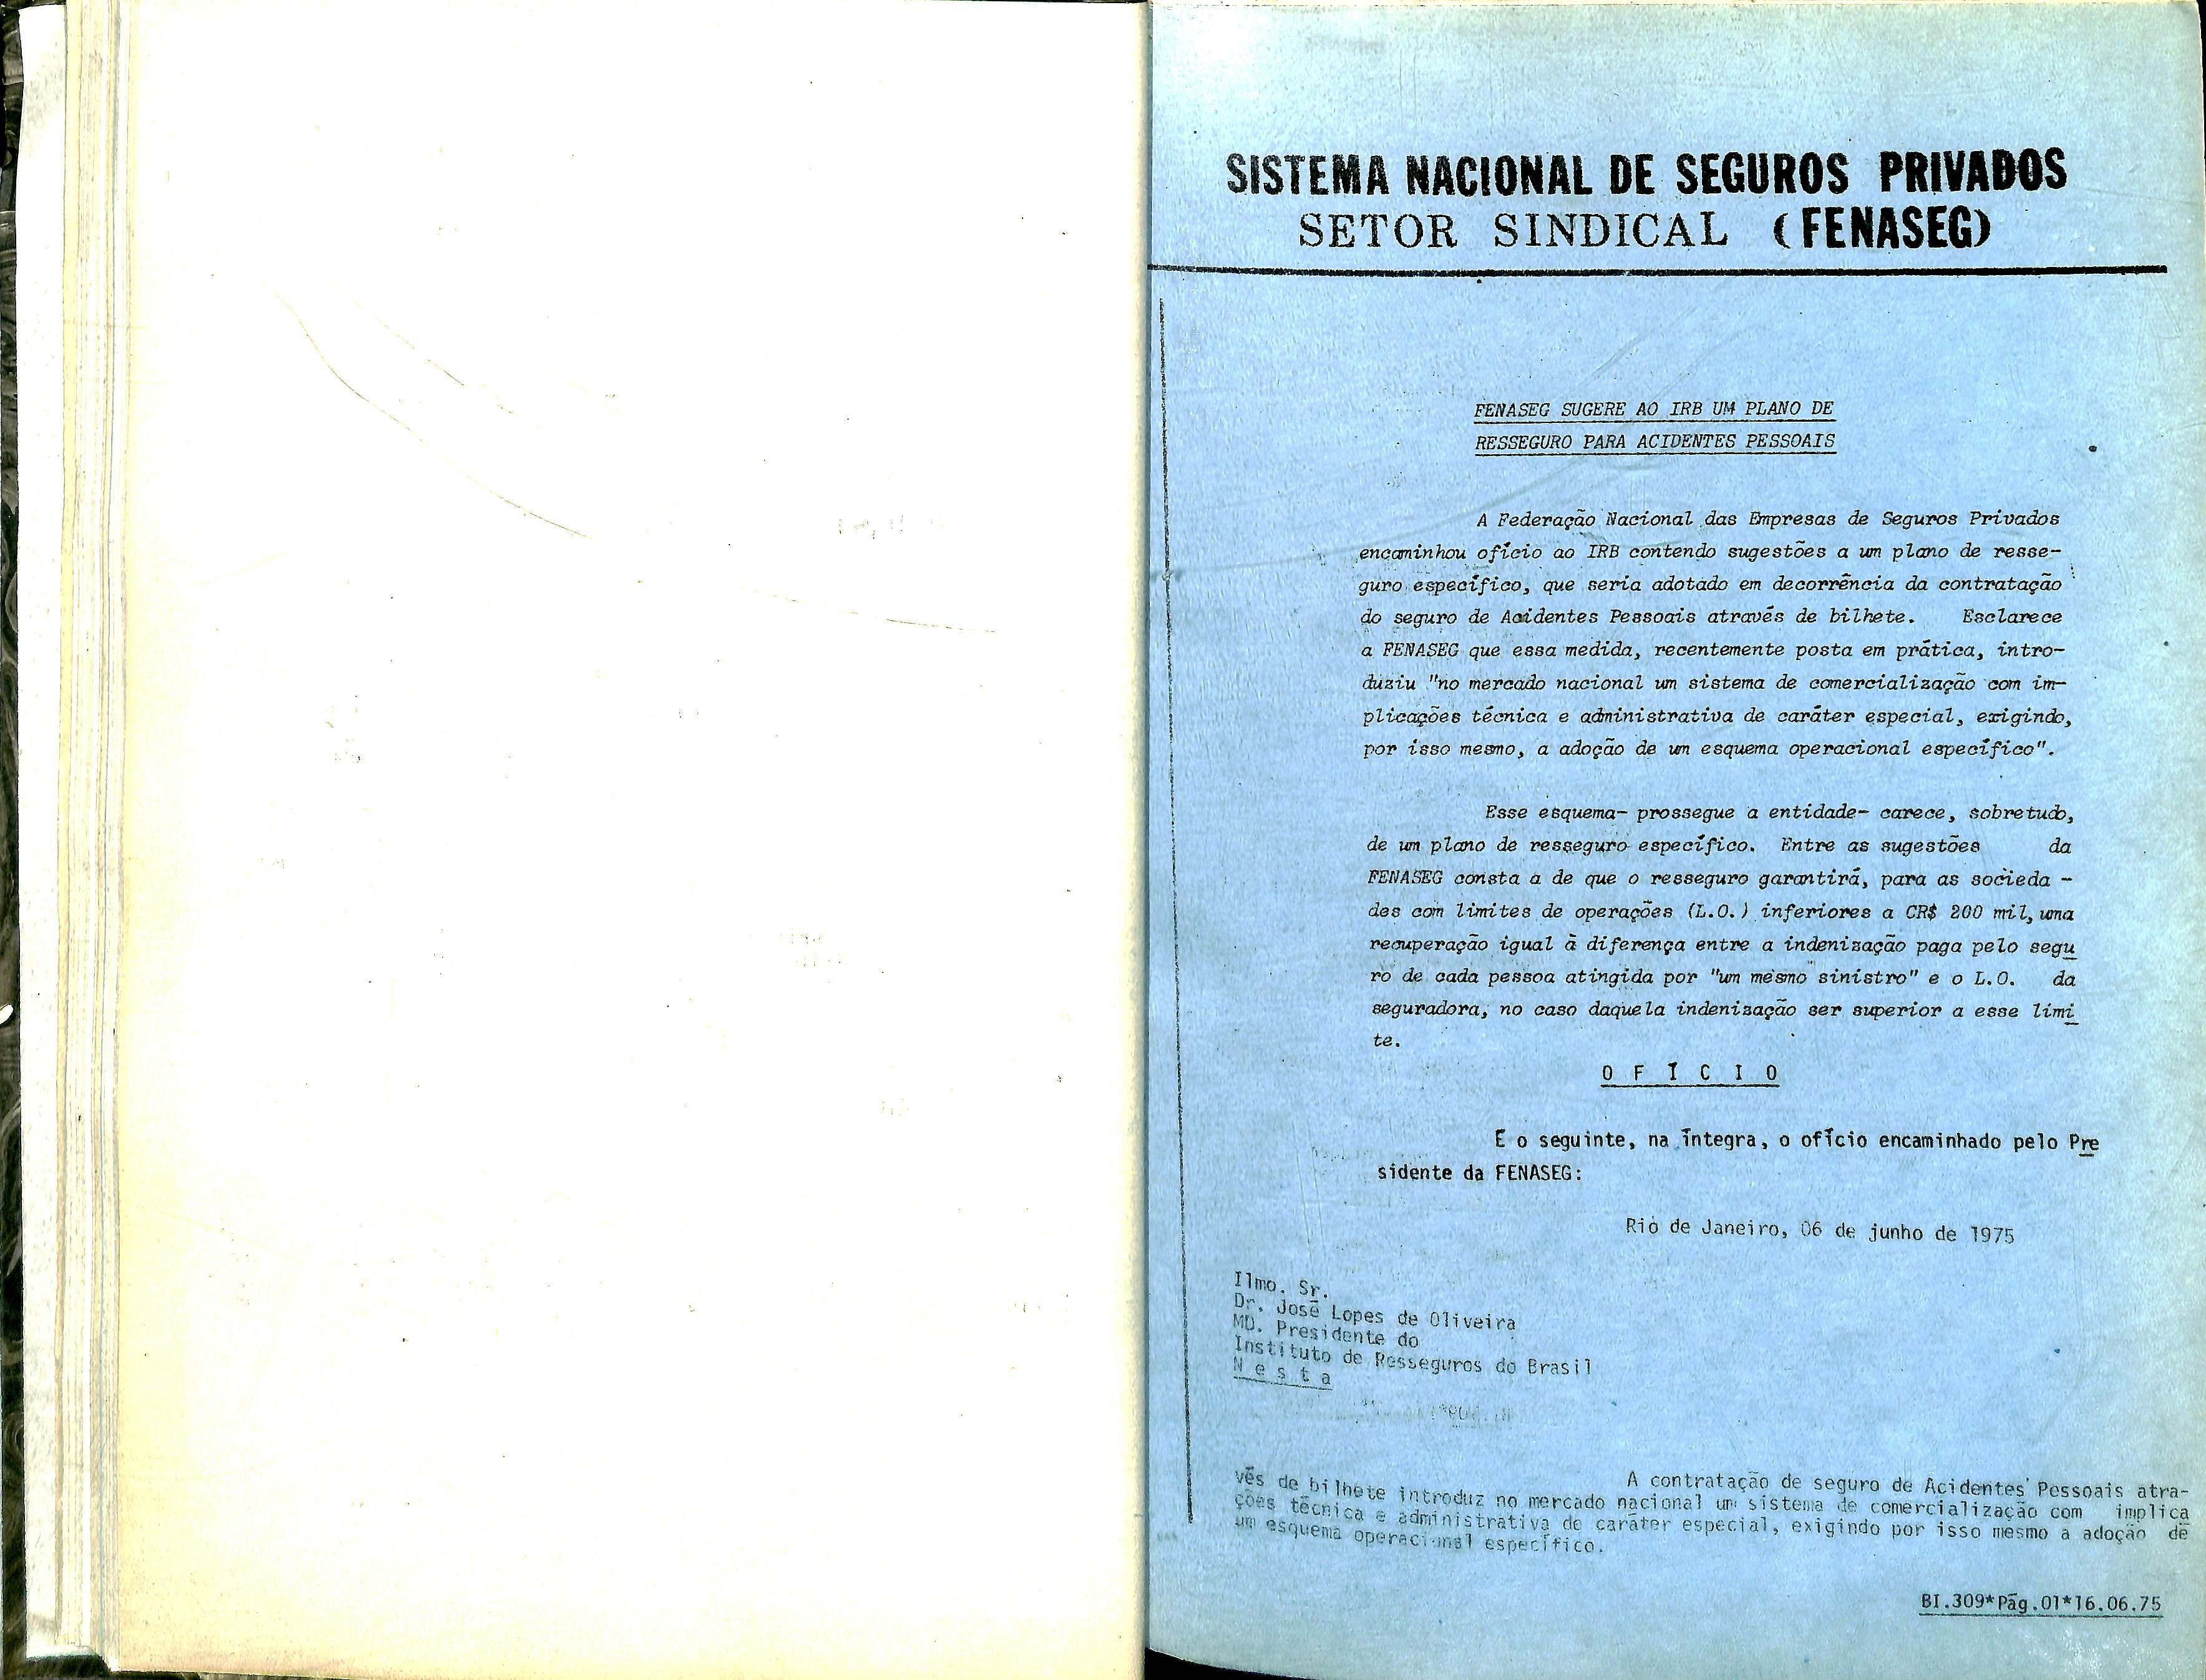 SISTEMA NACIONAL DE SEGUROS PRIVADOS
SETOR SINDICAL (FENASEG)
FENASEG SUGERE AO IRB UM PLANO DE
RESSEGURO PARA ACIDENTES PESSOAIS
A Federação Nacional das Empresas de Seguros Privados
encaminhou ofício ao IRB contendo sugestões a um plano de resse-
guro específico, que seria adotado em decorrência da contratação
do seguro de Acidentes Pessoais através de bilhete. Esclarece
a FENASEG que essa medida, recentemente posta em prática, intro-
duziu "no mercado nacional um sistema de comercialização com im-
plicações técnica e administrativa de caráter especial, exigindo,
por isso mesmo, a adoção de um esquema operacional específico".
Esse esquema- prossegue a entidade- carece, sobretudo,
de um plano de resseguro específico. Entre as sugestões da
FENASEG consta a de que o resseguro garantirá, para as socieda -
des com limites de operações (L.O.) inferiores a CR$ 200 mil, uma
recuperação igual à diferença entre a indenização paga pelo segu
ro de cada pessoa atingida por "um mesmo sinistro" e o L.O. da
seguradora, no caso daquela indenização ser superior a esse limi
te.
O F Í C I O
E o seguinte, na íntegra, o ofício encaminhado pelo Pre
sidente da FENASEG:
Rio de Janeiro, 06 de junho de 1975
Ilmo. Sr.
Dr. José Lopes de Oliveira
MD. Presidente do
Instituto de Resseguros do Brasil
N e s t a
A contratação de seguro de Acidentes Pessoais atra-
vés de bilhete introduz no mercado nacional um sistema de comercialização com implica
ções técnica e administrativa de caráter especial, exigindo por isso mesmo a adoção de
um esquema operacional específico.
BI.309*Pág.01*16.06.75